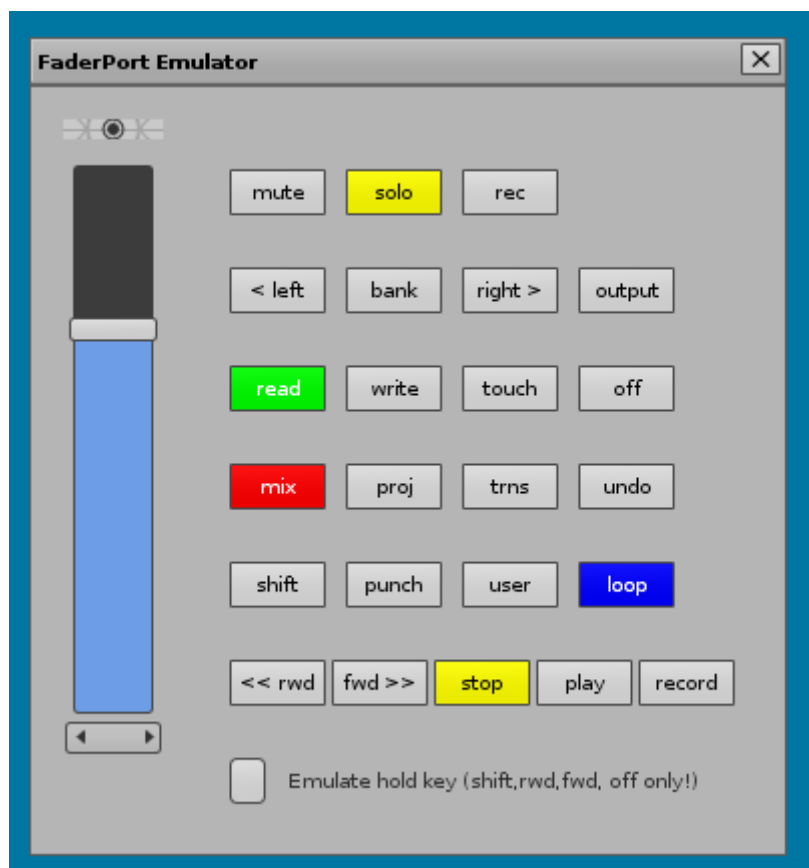 FaderPort Emulator
mute solo rec
< left bank right > output
read write touch off
mix proj trns undo
shift punch user loop
<< rwd fwd >> stop play record
Emulate hold key (shift,rwd,fwd, off only!)